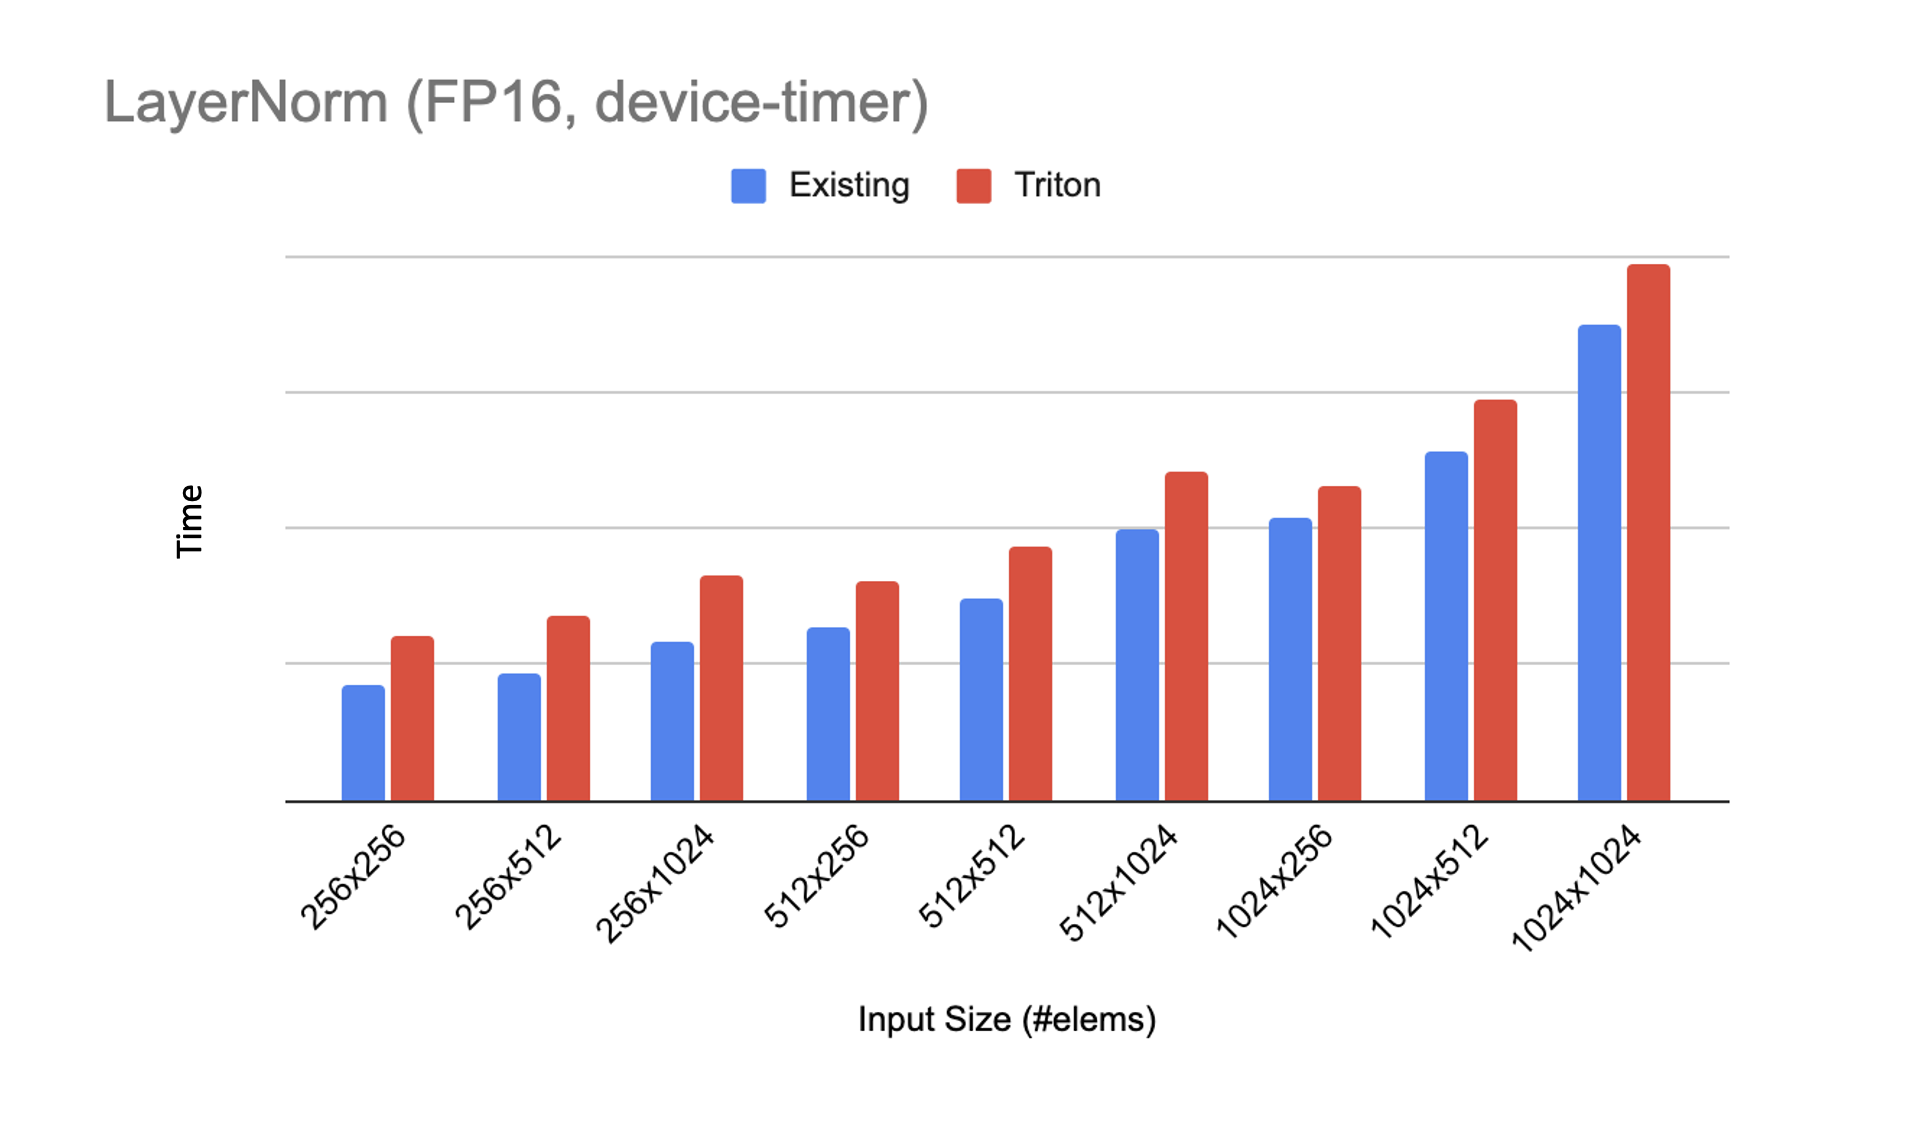 LayerNorm (FP16, device-timer)
Existing
Triton
Time
256x256
256x512
256x1024
512x256
512x512
512x1024
1024x256
1024x512
1024x1024
Input Size (#elems)